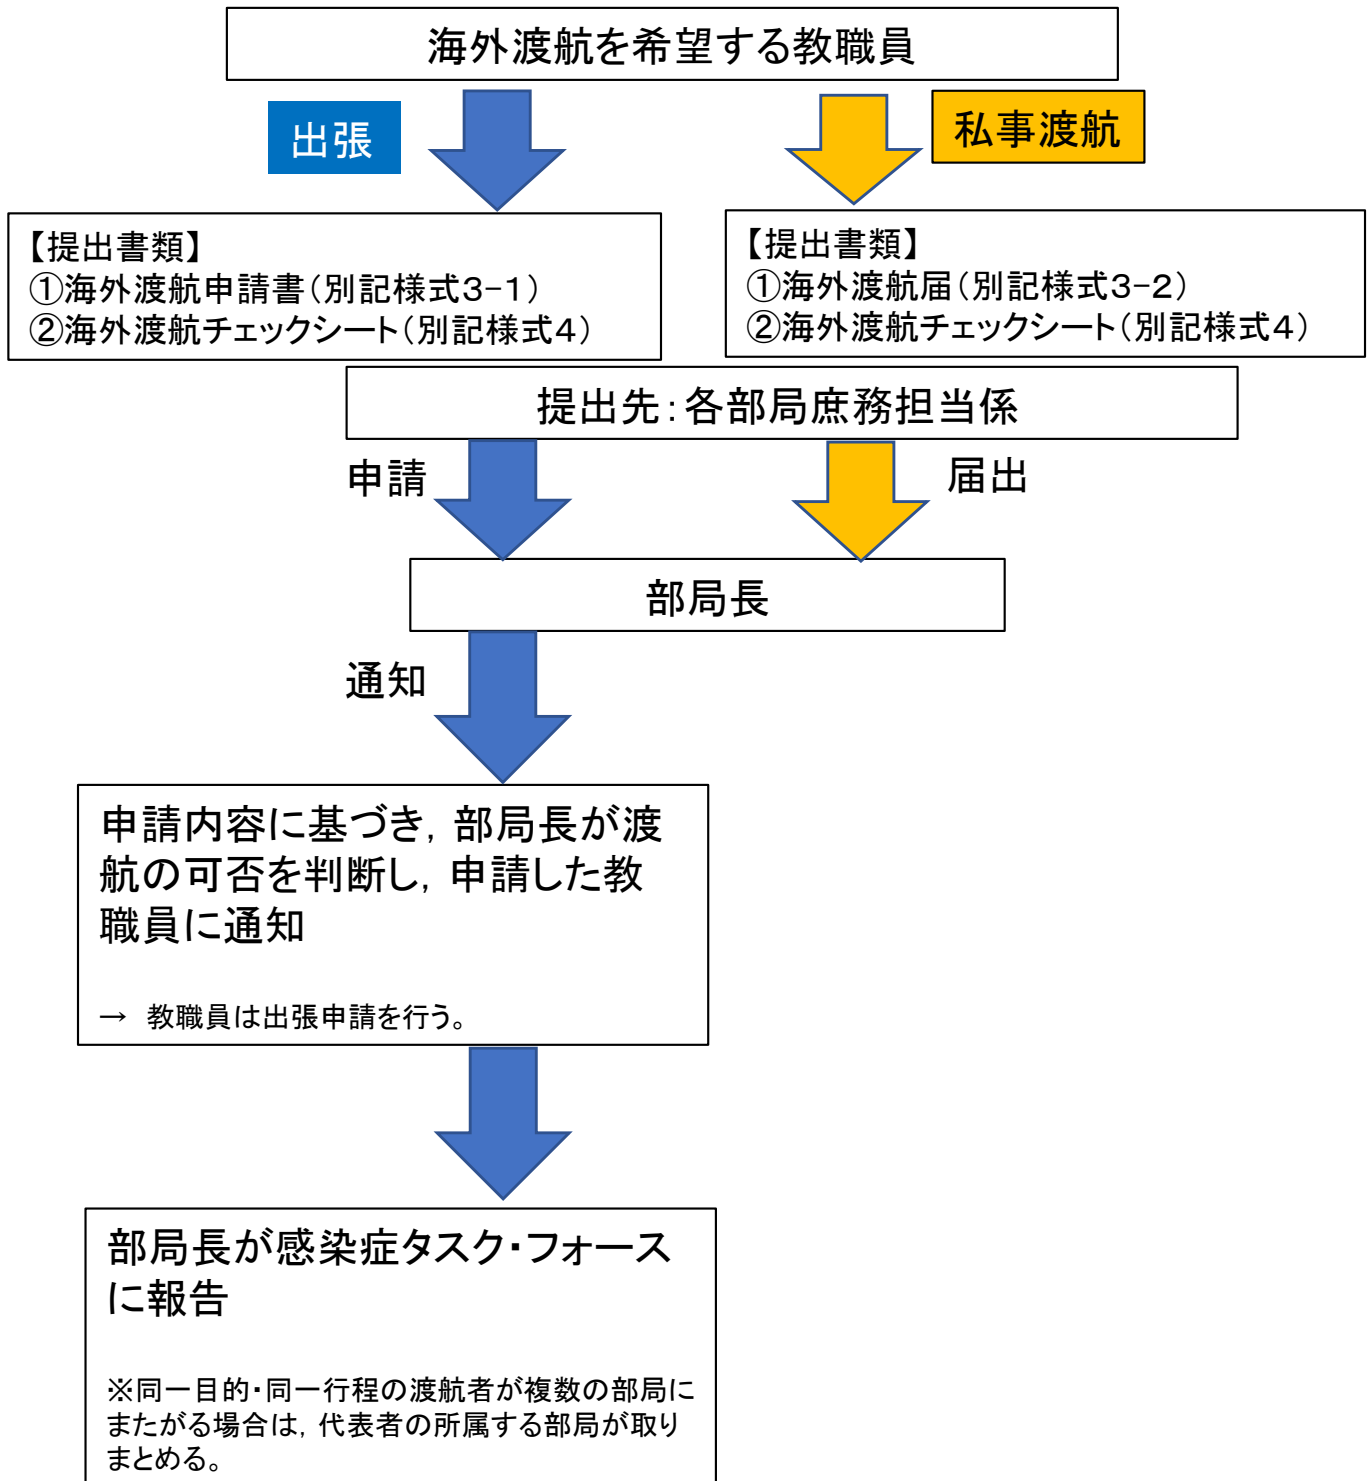 海外渡航を希望する教職員
出張
私事渡航
【提出書類】
①海外渡航申請書(別記様式3-1)
②海外渡航チェックシート(別記様式4)
【提出書類】
①海外渡航届(別記様式3-2)
②海外渡航チェックシート(別記様式4)
提出先:各部局庶務担当係
申請
届出
部局長
通知
申請内容に基づき,部局長が渡
航の可否を判断し,申請した教
職員に通知
→ 教職員は出張申請を行う。
部局長が感染症タスク・フォース
に報告
※同一目的・同一行程の渡航者が複数の部局に
またがる場合は,代表者の所属する部局が取り
まとめる。